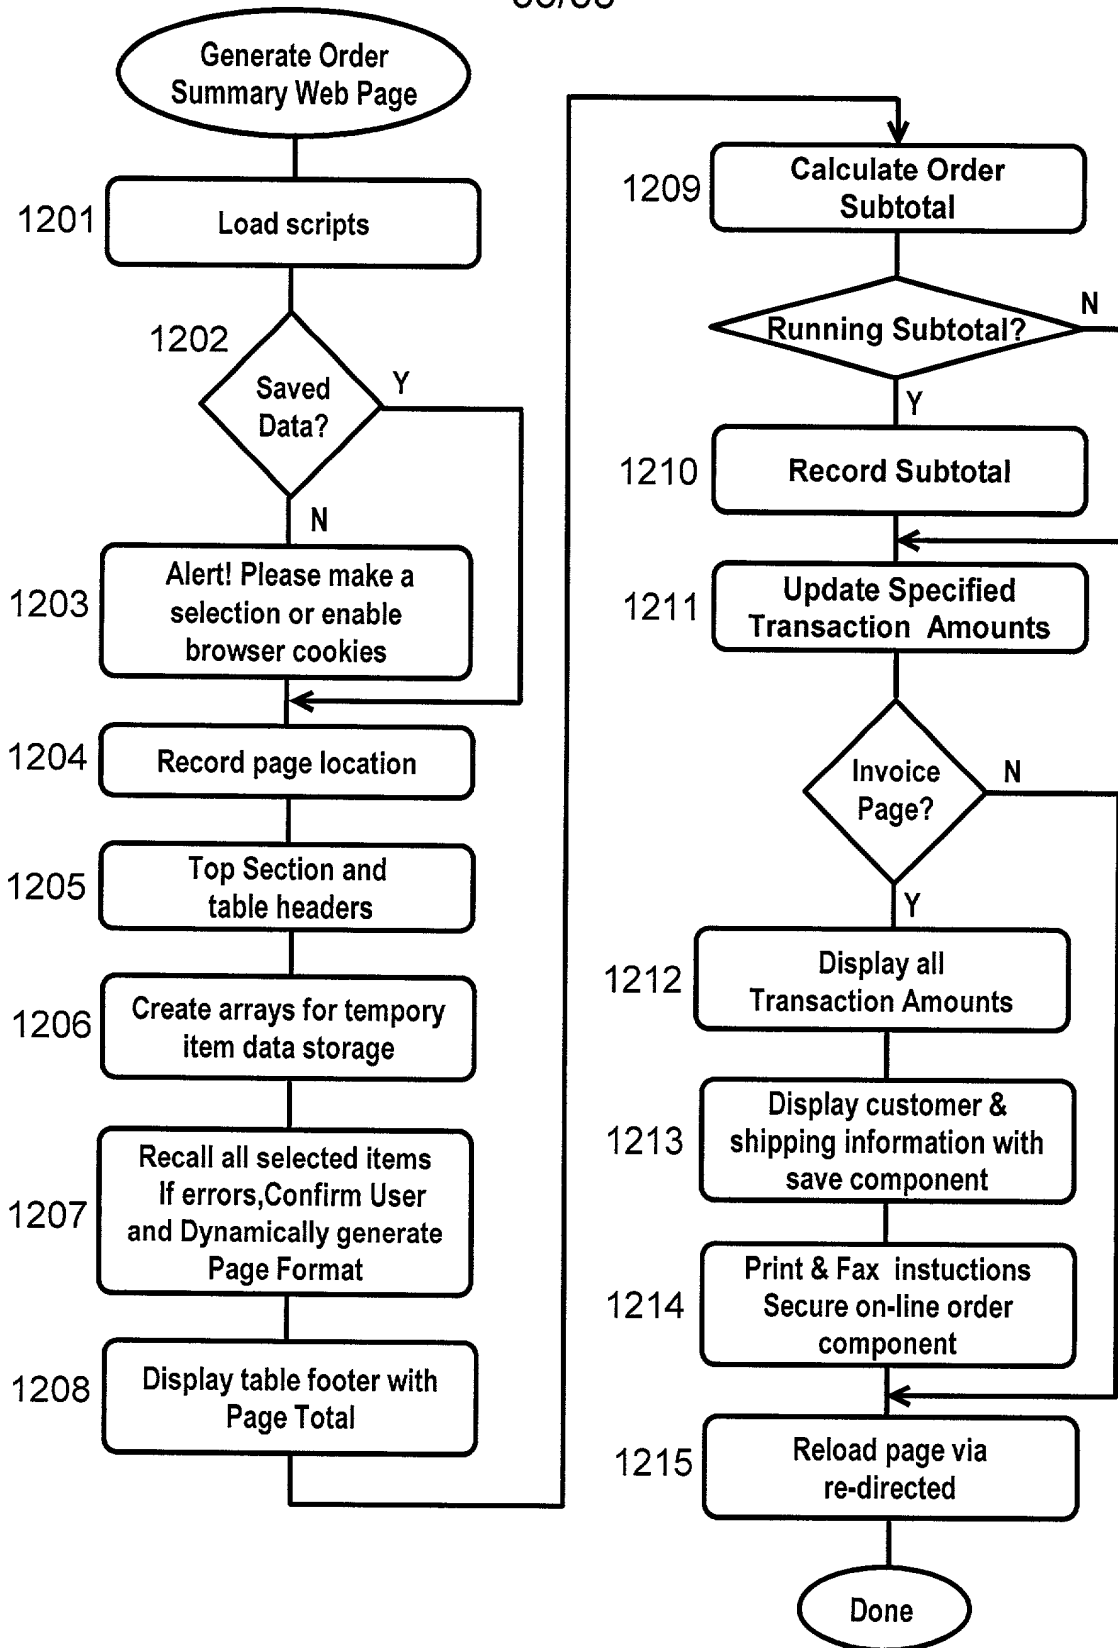 Generate Order
Summary Web Page
1201
Load scripts
1202
Saved
Data?
Y
N
1203
Alert! Please make a
selection or enable
browser cookies
1204
Record page location
1205
Top Section and
table headers
1206
Create arrays for tempory
item data storage
1207
Recall all selected items
If errors,Confirm User
and Dynamically generate
Page Format
1208
Display table footer with
Page Total
1209
Calculate Order
Subtotal
Running Subtotal?
N
Y
1210
Record Subtotal
1211
Update Specified
Transaction Amounts
Invoice
Page?
N
Y
1212
Display all
Transaction Amounts
1213
Display customer &
shipping information with
save component
1214
Print & Fax instuctions
Secure on-line order
component
1215
Reload page via
re-directed
Done